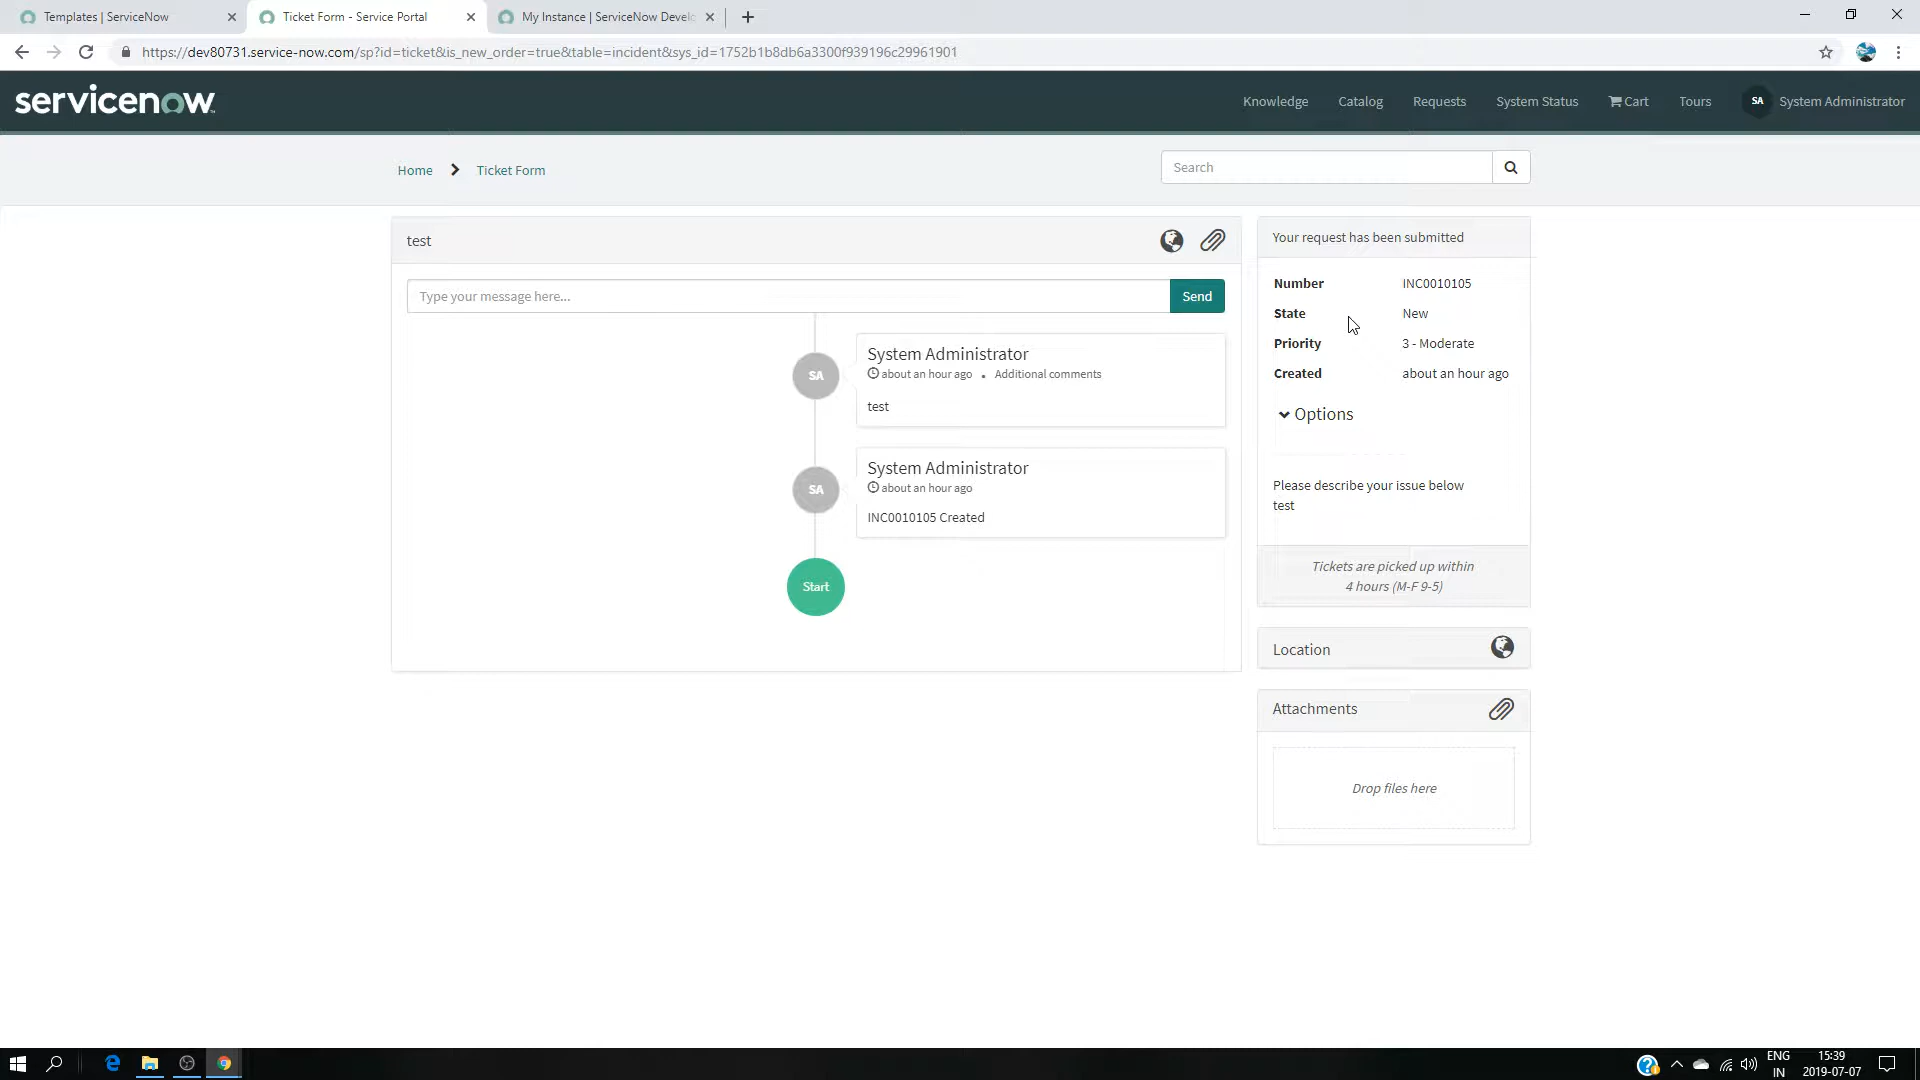 Templates | ServiceNow
Ticket Form - Service Portal
My Instance | ServiceNow Develo
https://dev80731.service-now.com/sp?id=ticket&is_new_order=true&table=incident&sys_id=1752b1b8db6a3300f939196c29961901
servicenow
Knowledge
Catalog
Requests
System Status
Cart
Tours
SA
System Administrator
Home
Ticket Form
Search
test
Type your message here...
Send
SA
System Administrator
about an hour ago • Additional comments
test
SA
System Administrator
about an hour ago
INC0010105 Created
Start
Your request has been submitted
Number INC0010105
State New
Priority 3 - Moderate
Created about an hour ago
Options
Please describe your issue below
test
Tickets are picked up within
4 hours (M-F 9-5)
Location
Attachments
Drop files here
ENG
IN
15:39
2019-07-07